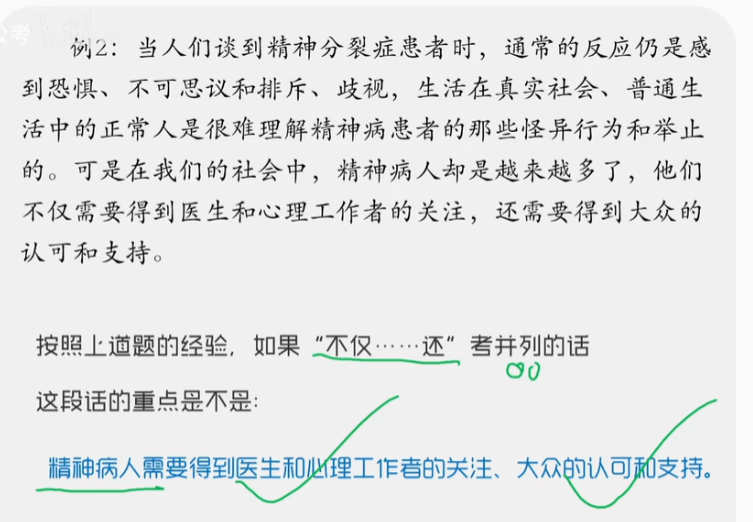 例2：当人们谈到精神分裂症患者时，通常的反应仍是感
到恐惧、不可思议和排斥、歧视，生活在真实社会、普通生
活中的正常人是很难理解精神病患者的那些怪异行为和举止
的。可是在我们的社会中，精神病人却是越来越多了，他们
不仅需要得到医生和心理工作者的关注，还需要得到大众的
认可和支持。
按照上道题的经验，如果“不仅……还”考并列的话
这段话的重点是不是：
精神病人需要得到医生和心理工作者的关注、大众的认可和支持。